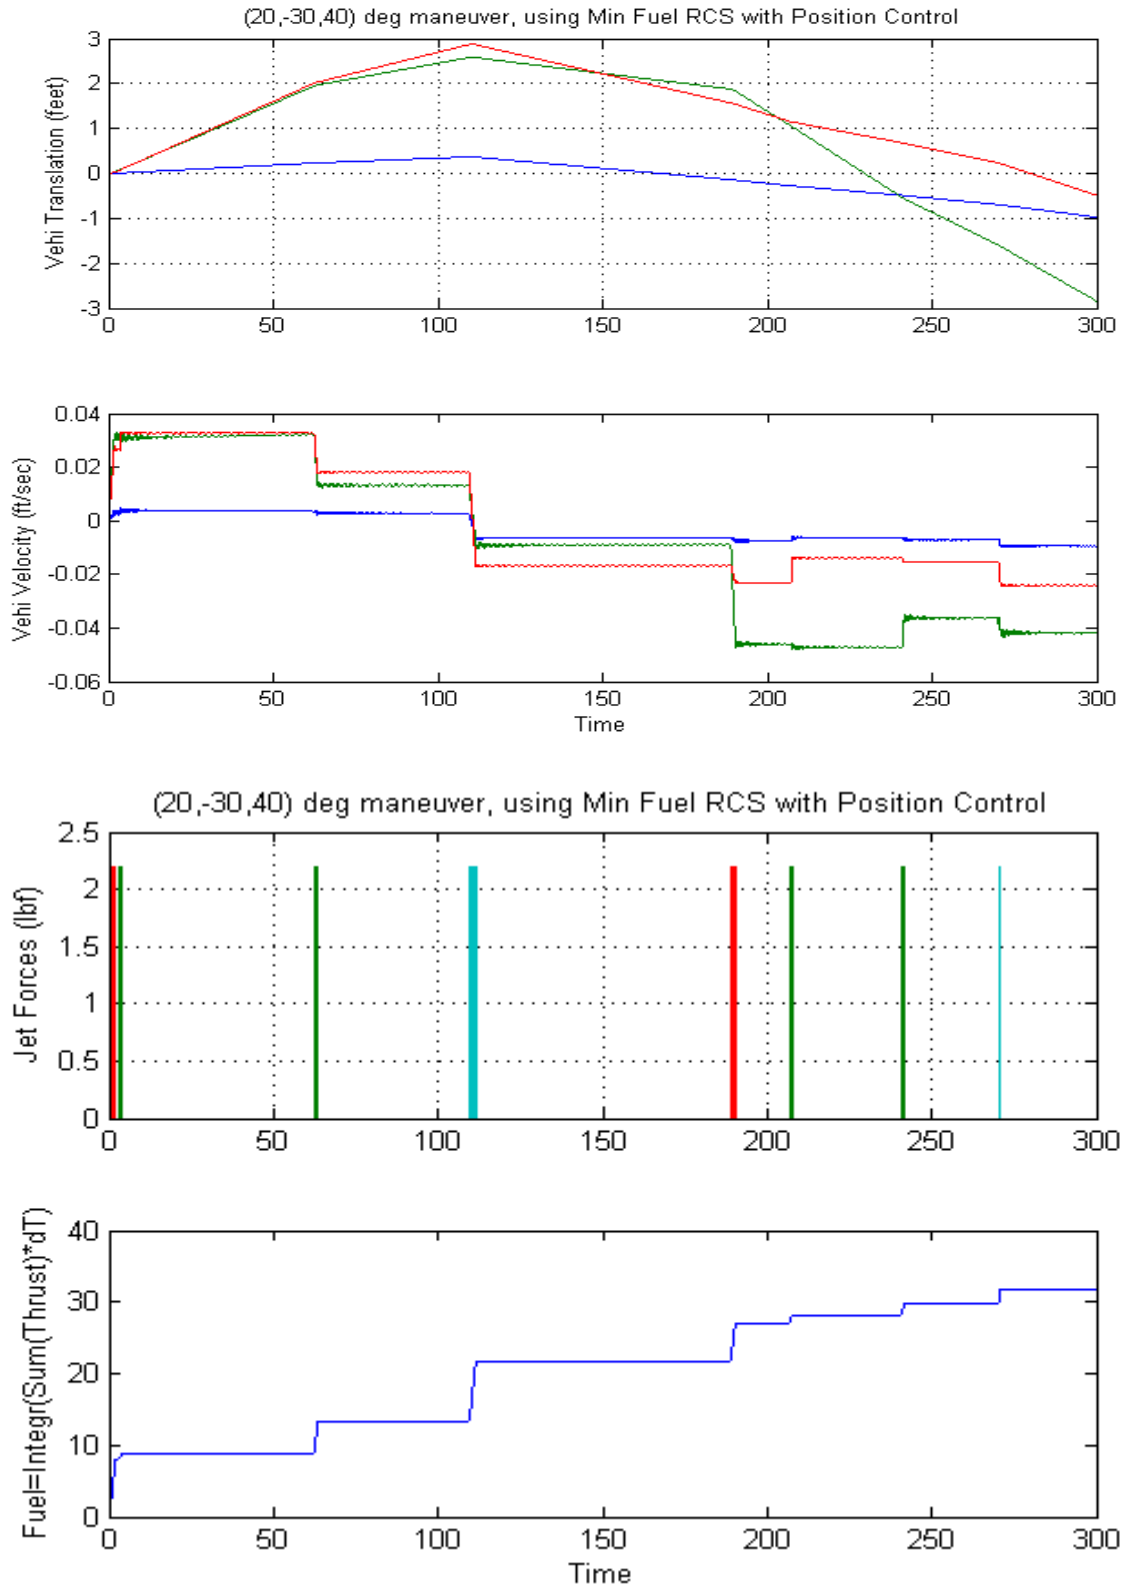 (20,-30,40) deg maneuver, using Min Fuel RCS with Position Control
Vehi Translation (feet)
3
2
1
0
-1
-2
-3
0 50 100 150 200 250 300
Vehi Velocity (ft/sec)
0.04
0.02
0
-0.02
-0.04
-0.06
0 50 100 150 200 250 300
Time
(20,-30,40) deg maneuver, using Min Fuel RCS with Position Control
Jet Forces (lbf)
2.5
2
1.5
1
0.5
0
0 50 100 150 200 250 300
Fuel=Integr(Sum(Thrust)*dT)
40
30
20
10
0
0 50 100 150 200 250 300
Time